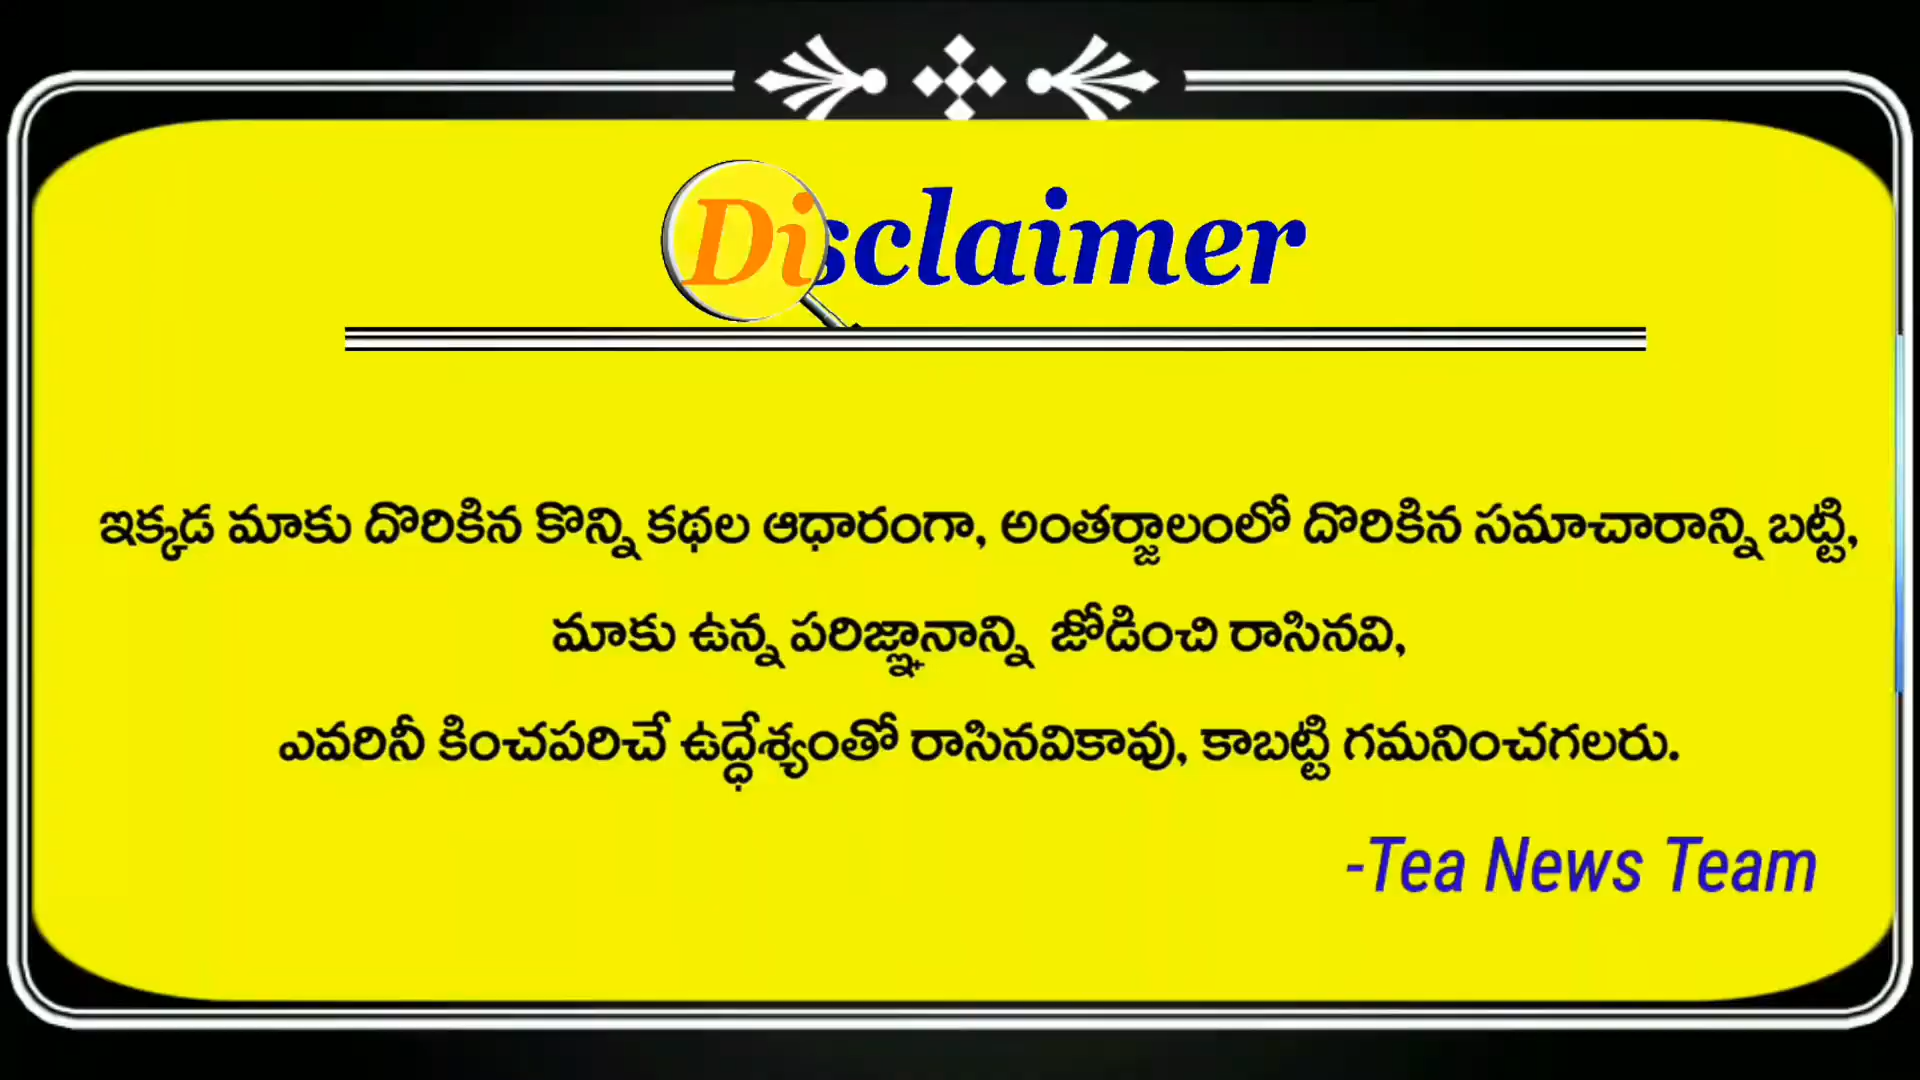 Disclaimer
ఇక్కడ మాకు దొరికిన కొన్ని కథల ఆధారంగా, అంతర్జాలంలో దొరికిన సమాచారాన్ని బట్టి,
మాకు ఉన్న పరిజ్ఞానాన్ని జోడించి రాసినవి,
ఎవరినీ కించపరిచే ఉద్ధేశ్యంతో రాసినవికావు, కాబట్టి గమనించగలరు.
-Tea News Team